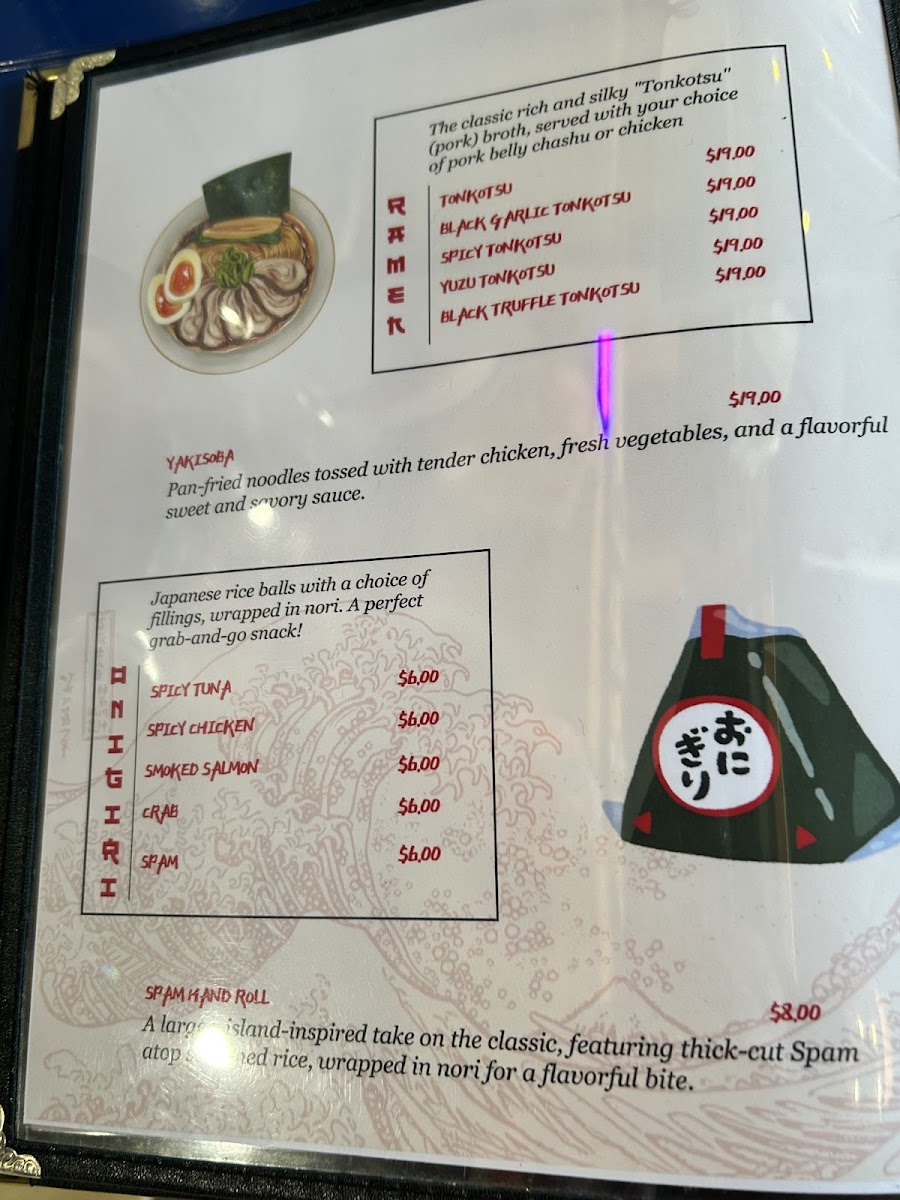 The classic rich and silky "Tonkotsu"
(pork) broth, served with your choice
of pork belly chashu or chicken
RAMEN
TONKOTSU $19.00
BLACK GARLIC TONKOTSU $19.00
SPICY TONKOTSU $19.00
YUZU TONKOTSU $19.00
BLACK TRUFFLE TONKOTSU $19.00
YAKISOBA $19.00
Pan-fried noodles tossed with tender chicken, fresh vegetables, and a flavorful
sweet and savory sauce.
Japanese rice balls with a choice of
fillings, wrapped in nori. A perfect
grab-and-go snack!
ONIGIRI
SPICY TUNA $6.00
SPICY CHICKEN $6.00
SMOKED SALMON $6.00
CRAB $6.00
SPAM $6.00
おに
ぎり
SPAM HAND ROLL $8.00
A island-inspired take on the classic, featuring thick-cut Spam
atop rice, wrapped in nori for a flavorful bite.